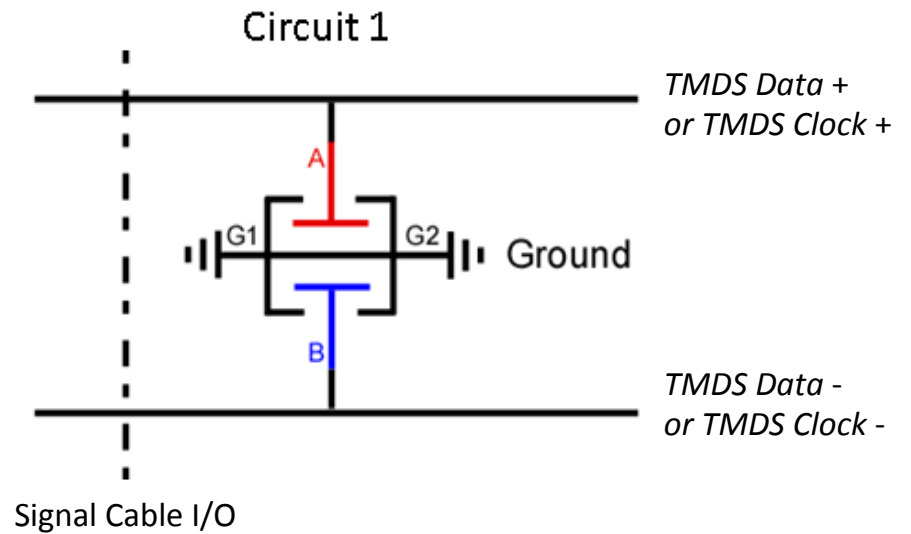 Circuit 1
TMDS Data +
or TMDS Clock +
A
G1
G2
Ground
B
TMDS Data -
or TMDS Clock -
Signal Cable I/O